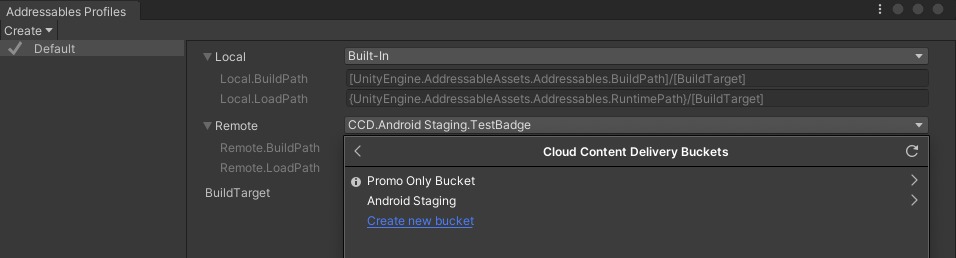 Addressables Profiles
Create
Default
Local
Built-In
Local.BuildPath
[UnityEngine.AddressableAssets.Addressables.BuildPath]/[BuildTarget]
Local.LoadPath
{UnityEngine.AddressableAssets.Addressables.RuntimePath}/[BuildTarget]
Remote
CCD.Android Staging.TestBadge
Remote.BuildPath
Remote.LoadPath
BuildTarget
Cloud Content Delivery Buckets
Promo Only Bucket
Android Staging
Create new bucket